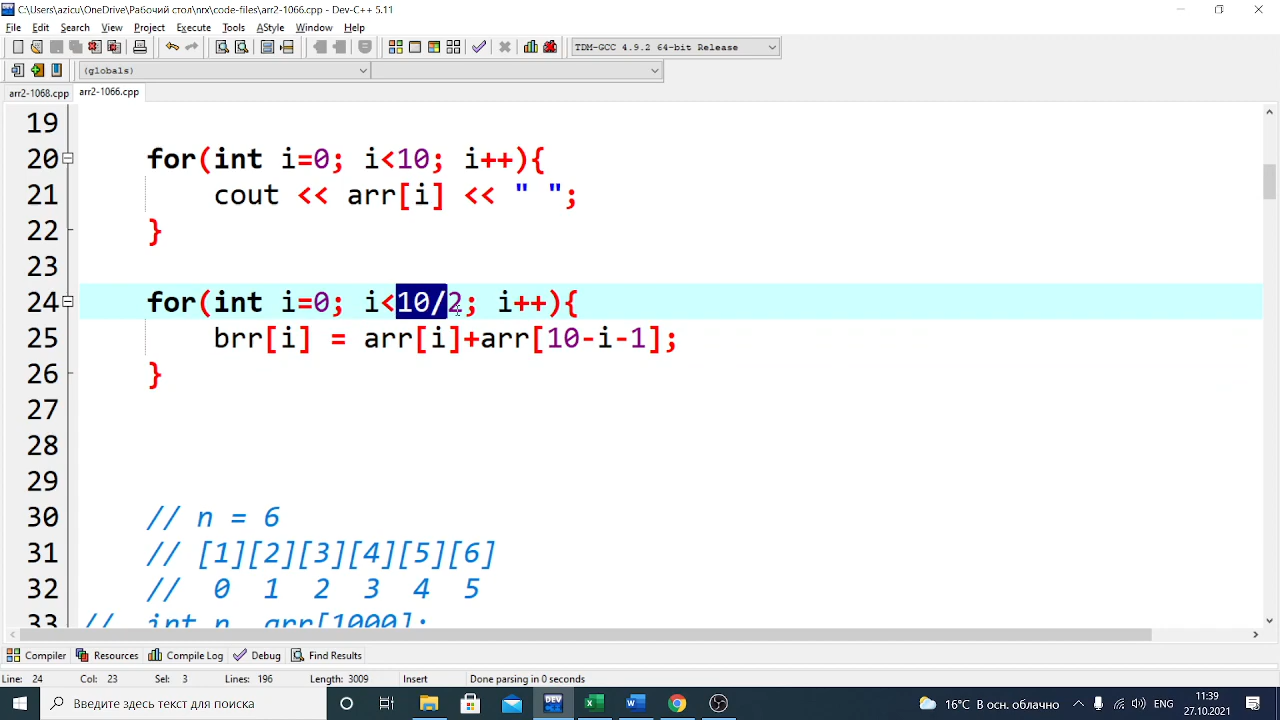 C:\Users\azicu\OneDrive\Рабочий стол\nrx\code-files\arr2-1066.cpp - Dev-C++ 5.11
File Edit Search View Project Execute Tools AStyle Window Help
TDM-GCC 4.9.2 64-bit Release
(globals)
arr2-1068.cpp arr2-1066.cpp
19
20 for(int i=0; i<10; i++){
21 cout << arr[i] << " ";
22 }
23
24 for(int i=0; i<10/2; i++){
25 brr[i] = arr[i]+arr[10-i-1];
26 }
27
28
29
30 // n = 6
31 // [1][2][3][4][5][6]
32 // 0 1 2 3 4 5
33 // int n, arr[1000];
Compiler Resources Compile Log Debug Find Results
Line: 24 Col: 23 Sel: 3 Lines: 196 Length: 3009 Insert Done parsing in 0 seconds
Введите здесь текст для поиска
DEV
16°C В осн. облачно
ENG
11:39
27.10.2021